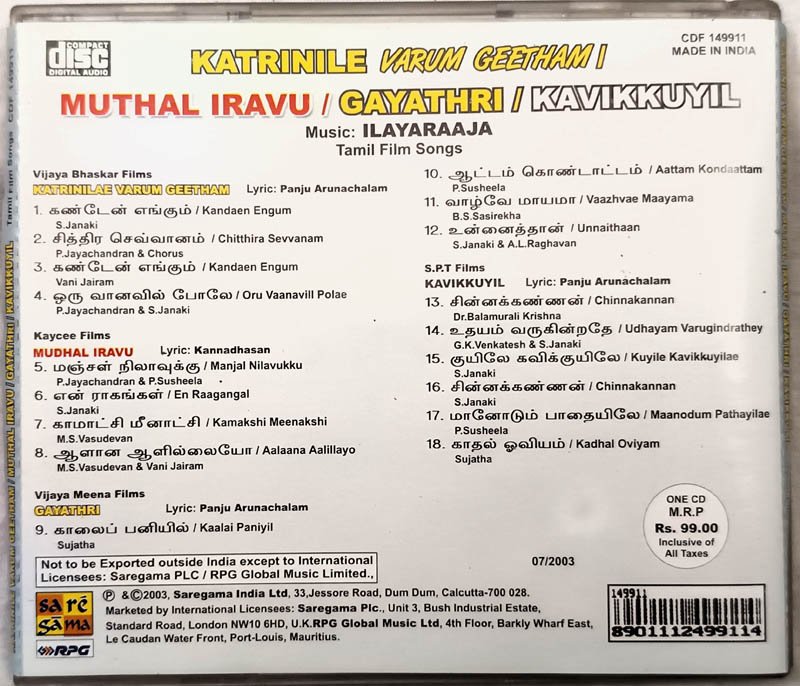 COMPACT
disc
DIGITAL AUDIO
KATRINILE VARUM GEETHAM I
CDF 149911
MADE IN INDIA
MUTHAL IRAVU / GAYATHRI / KAVIKKUYIL
Music: ILAYARAAJA
Tamil Film Songs
Vijaya Bhaskar Films
KATRINILAE VARUM GEETHAM Lyric: Panju Arunachalam
1. கண்டேன் எங்கும் / Kandaen Engum
S.Janaki
2. சித்திர செவ்வானம் / Chitthira Sevvanam
P.Jayachandran & Chorus
3. கண்டேன் எங்கும் / Kandaen Engum
Vani Jairam
4. ஒரு வானவில் போலே / Oru Vaanavill Polae
P.Jayachandran & S.Janaki
Kaycee Films
MUDHAL IRAVU Lyric: Kannadhasan
5. மஞ்சள் நிலாவுக்கு / Manjal Nilavukku
P.Jayachandran & P.Susheela
6. என் ராகங்கள் / En Raagangal
S.Janaki
7. காமாட்சி மீனாட்சி / Kamakshi Meenakshi
M.S.Vasudevan
8. ஆளான ஆளில்லையோ / Aalaana Aalillayo
M.S.Vasudevan & Vani Jairam
Vijaya Meena Films
GAYATHRI Lyric: Panju Arunachalam
9. காலைப் பனியில் / Kaalai Paniyil
Sujatha
10. ஆட்டம் கொண்டாட்டம் / Aattam Kondaattam
P.Susheela
11. வாழ்வே மாயமா / Vaazhvae Maayama
B.S.Sasirekha
12. உன்னைத்தான் / Unnaithaan
S.Janaki & A.L.Raghavan
S.P.T Films
KAVIKKUYIL Lyric: Panju Arunachalam
13. சின்னக்கண்ணன் / Chinnakannan
Dr.Balamurali Krishna
14. உதயம் வருகின்றதே / Udhayam Varugindrathey
G.K.Venkatesh & S.Janaki
15. குயிலே கவிக்குயிலே / Kuyile Kavikkuyilae
S.Janaki
16. சின்னக்கண்ணன் / Chinnakannan
S.Janaki
17. மானோடும் பாதையிலே / Maanodum Pathayilae
P.Susheela
18. காதல் ஓவியம் / Kadhal Oviyam
Sujatha
ONE CD
M.R.P
Rs. 99.00
Inclusive of
All Taxes
Not to be Exported outside India except to International
Licensees: Saregama PLC / RPG Global Music Limited.,
07/2003
saré
gama
RPG
Ⓟ &©2003, Saregama India Ltd, 33,Jessore Road, Dum Dum, Calcutta-700 028.
Marketed by International Licensees: Saregama Plc., Unit 3, Bush Industrial Estate,
Standard Road, London NW10 6HD, U.K.RPG Global Music Ltd, 4th Floor, Barkly Wharf East,
Le Caudan Water Front, Port-Louis, Mauritius.
149911
8901112499114
Tamil Film Songs CDF 149911